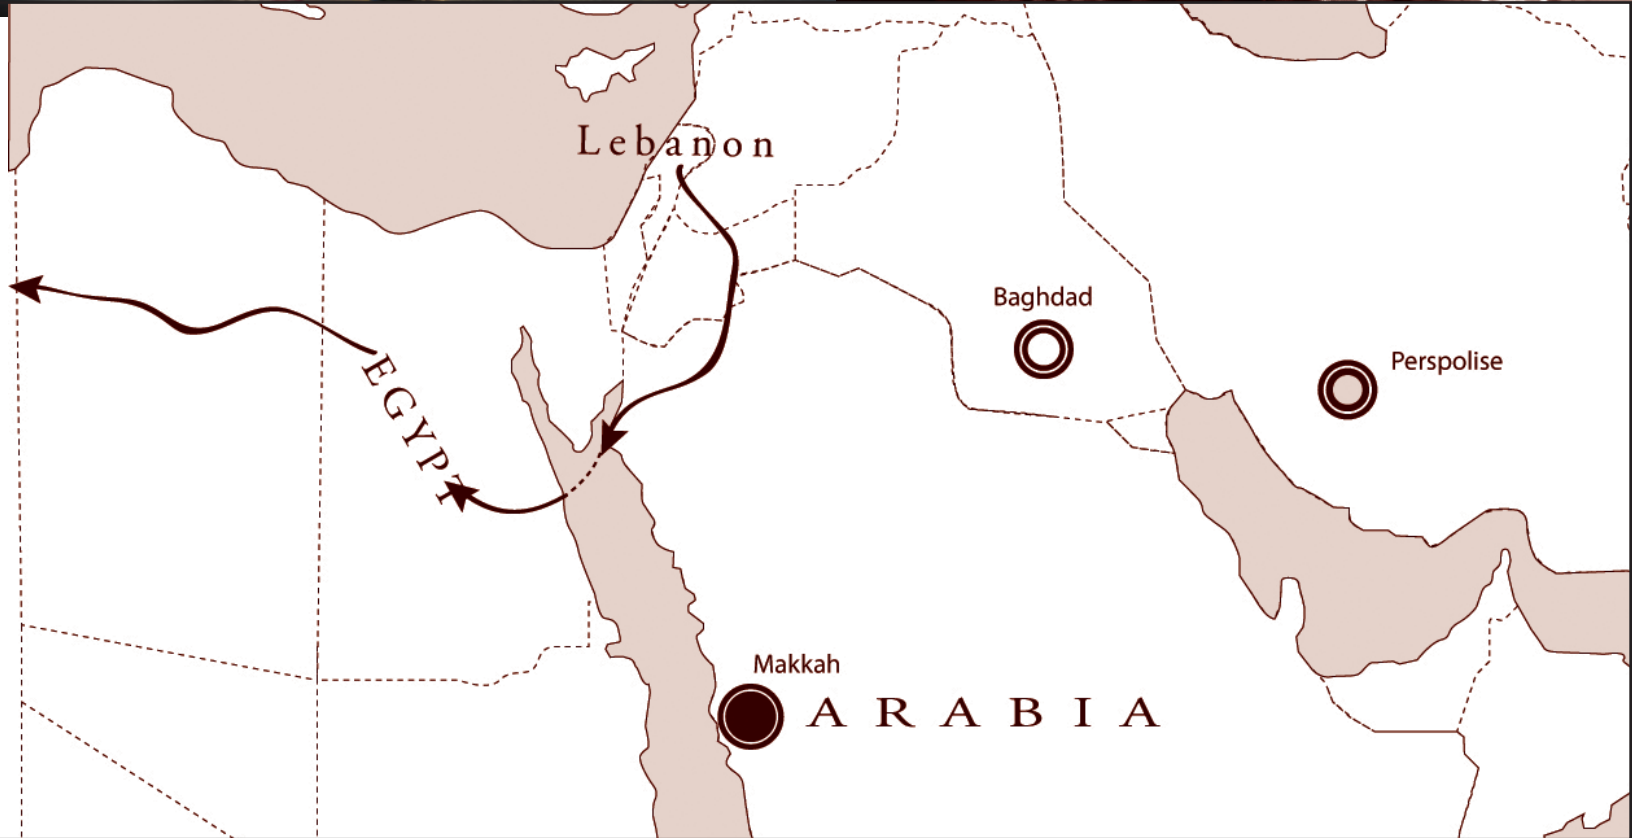 Lebanon
Baghdad
Perspolise
EGYPT
Makkah
ARABIA